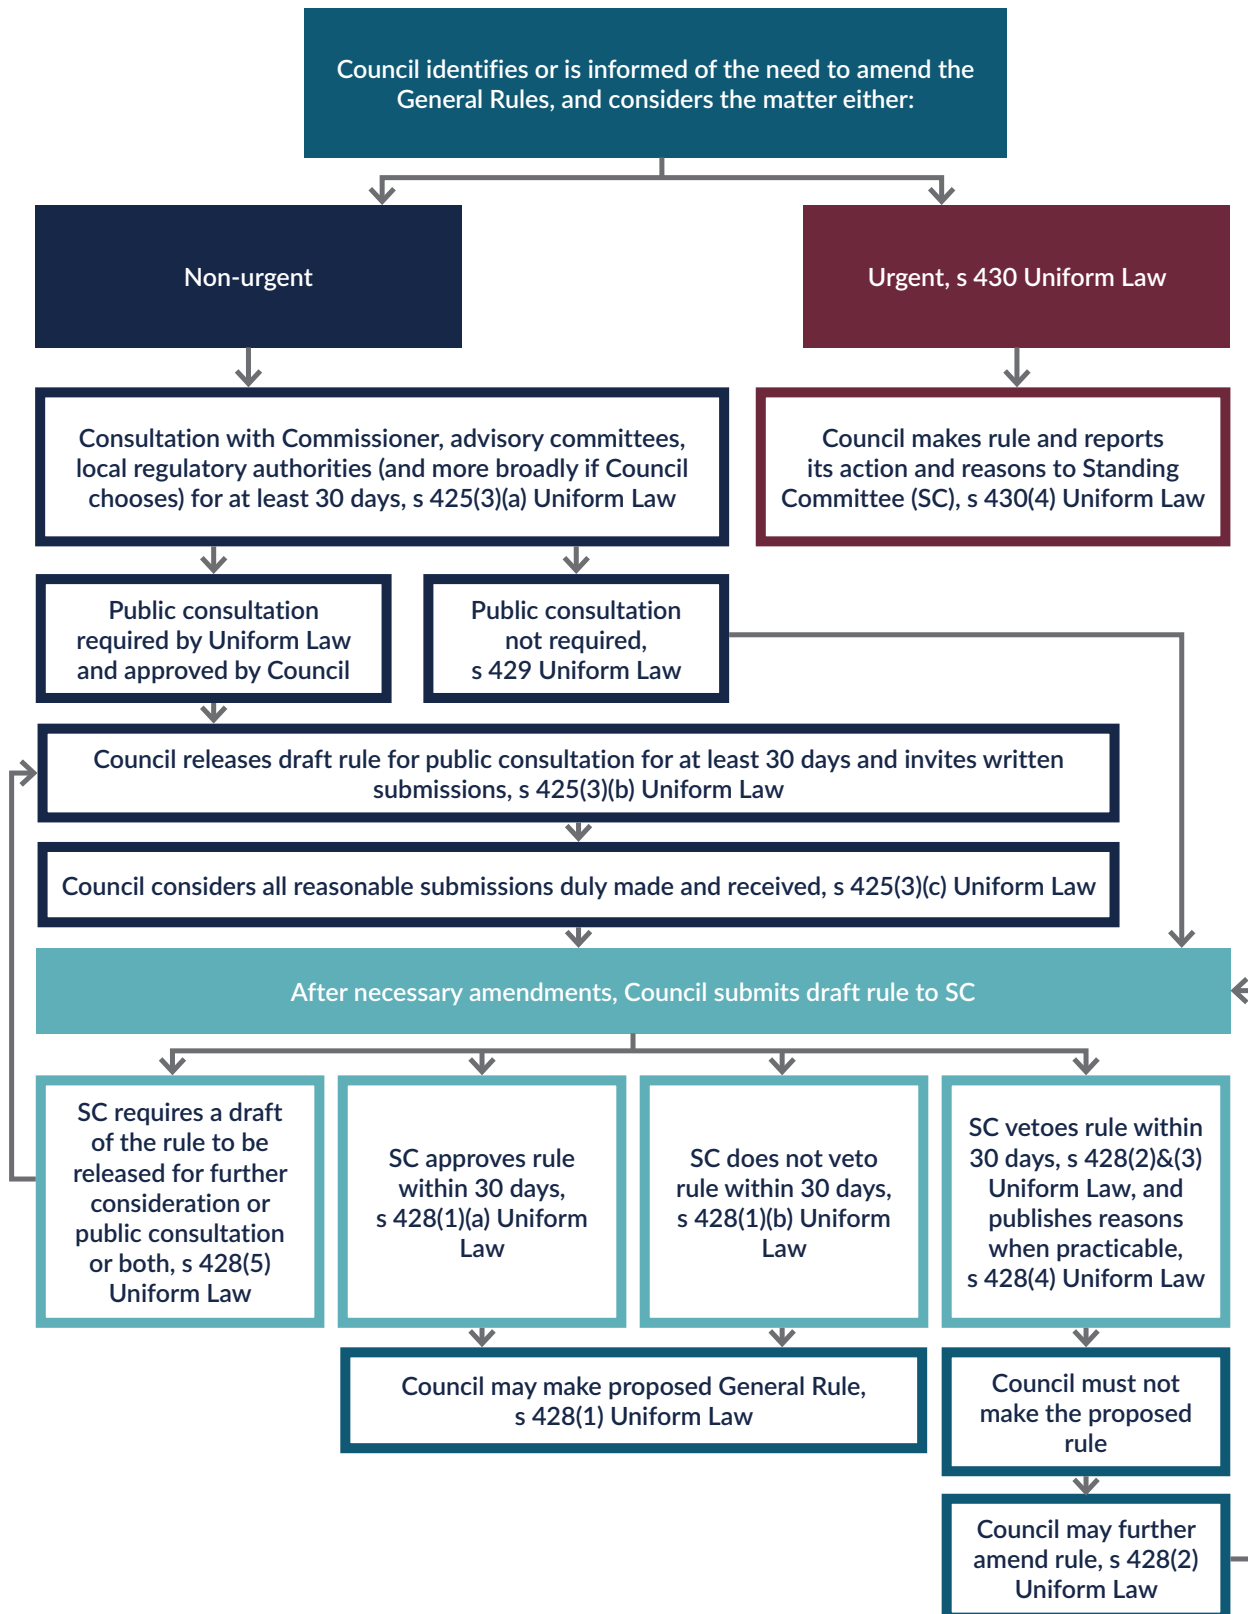 Council identifies or is informed of the need to amend the
General Rules, and considers the matter either:
Non-urgent
Urgent, s 430 Uniform Law
Consultation with Commissioner, advisory committees,
local regulatory authorities (and more broadly if Council
chooses) for at least 30 days, s 425(3)(a) Uniform Law
Council makes rule and reports
its action and reasons to Standing
Committee (SC), s 430(4) Uniform Law
Public consultation
required by Uniform Law
and approved by Council
Public consultation
not required,
s 429 Uniform Law
Council releases draft rule for public consultation for at least 30 days and invites written
submissions, s 425(3)(b) Uniform Law
Council considers all reasonable submissions duly made and received, s 425(3)(c) Uniform Law
After necessary amendments, Council submits draft rule to SC
SC requires a draft
of the rule to be
released for further
consideration or
public consultation
or both, s 428(5)
Uniform Law
SC approves rule
within 30 days,
s 428(1)(a) Uniform
Law
SC does not veto
rule within 30 days,
s 428(1)(b) Uniform
Law
SC vetoes rule within
30 days, s 428(2)&(3)
Uniform Law, and
publishes reasons
when practicable,
s 428(4) Uniform Law
Council may make proposed General Rule,
s 428(1) Uniform Law
Council must not
make the proposed
rule
Council may further
amend rule, s 428(2)
Uniform Law